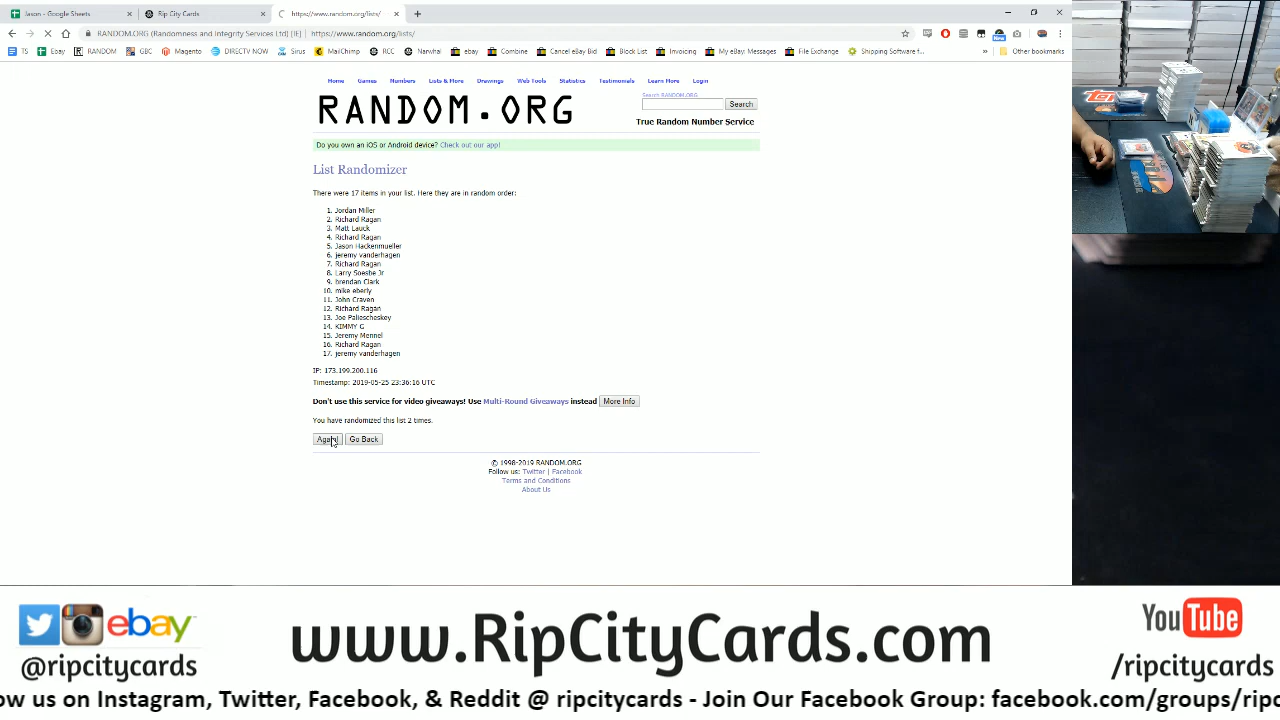 Jason - Google Sheets
Rip City Cards
https://www.random.org/lists/
RANDOM.ORG (Randomness and Integrity Services Ltd) [IE] | https://www.random.org/lists/
TS Ebay RANDOM GBC Magento DIRECTV NOW Sirius MailChimp RCC Narwhal ebay Combine Cancel eBay Bid Block List Invoicing My eBay: Messages File Exchange Shipping Software f... » Other bookmarks
Home Games Numbers Lists & More Drawings Web Tools Statistics Testimonials Learn More Login
RANDOM.ORG
Search RANDOM.ORG
Search
True Random Number Service
Do you own an iOS or Android device? Check out our app!
List Randomizer
There were 17 items in your list. Here they are in random order:
1. Jordan Miller
2. Richard Ragan
3. Matt Lauck
4. Richard Ragan
5. Jason Hackenmueller
6. jeremy vanderhagen
7. Richard Ragan
8. Larry Soesbe Jr
9. brendan Clark
10. mike eberly
11. John Craven
12. Richard Ragan
13. Joe Pallescheskey
14. KIMMY G
15. Jeremy Mennel
16. Richard Ragan
17. jeremy vanderhagen
IP: 173.199.200.116
Timestamp: 2019-05-25 23:36:16 UTC
Don't use this service for video giveaways! Use Multi-Round Giveaways instead More Info
You have randomized this list 2 times.
Again! Go Back
© 1998-2019 RANDOM.ORG
Follow us: Twitter | Facebook
Terms and Conditions
About Us
ebay
@ripcitycards
www.RipCityCards.com
YouTube
/ripcitycards
ow us on Instagram, Twitter, Facebook, & Reddit @ ripcitycards - Join Our Facebook Group: facebook.com/groups/ripc